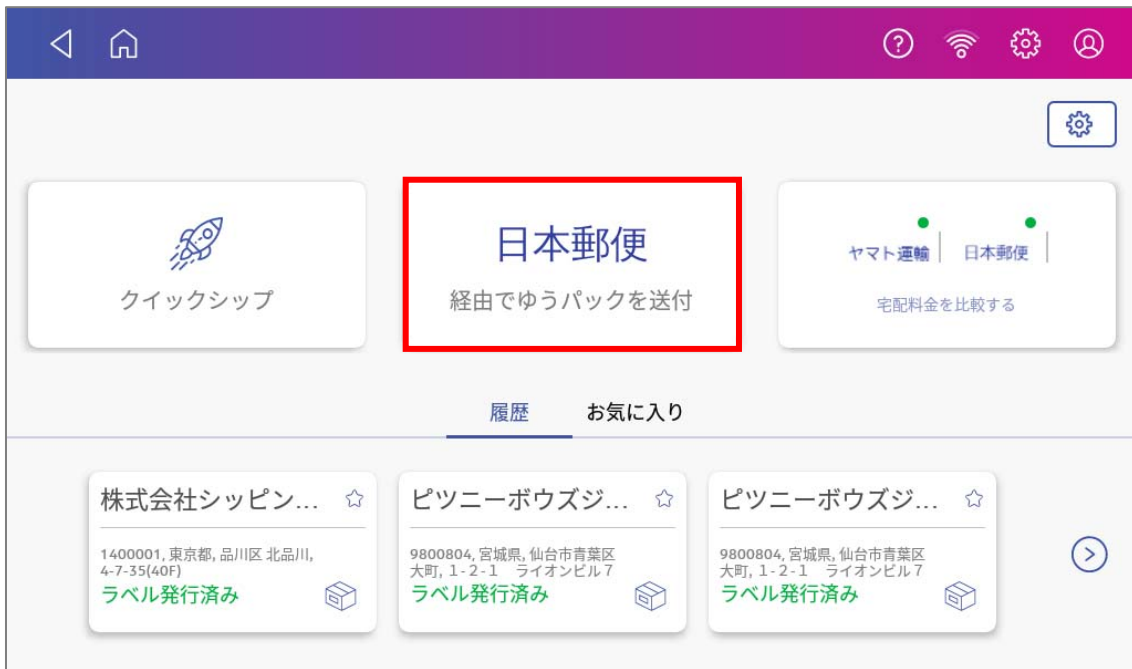 クイックシップ
日本郵便
経由でゆうパックを送付
ヤマト運輸 日本郵便
宅配料金を比較する
履歴 お気に入り
株式会社シッピン...
1400001, 東京都, 品川区 北品川,
4-7-35(40F)
ラベル発行済み
ピツニーボウズジ...
9800804, 宮城県, 仙台市青葉区
大町, 1-2-1 ライオンビル7
ラベル発行済み
ピツニーボウズジ...
9800804, 宮城県, 仙台市青葉区
大町, 1-2-1 ライオンビル7
ラベル発行済み